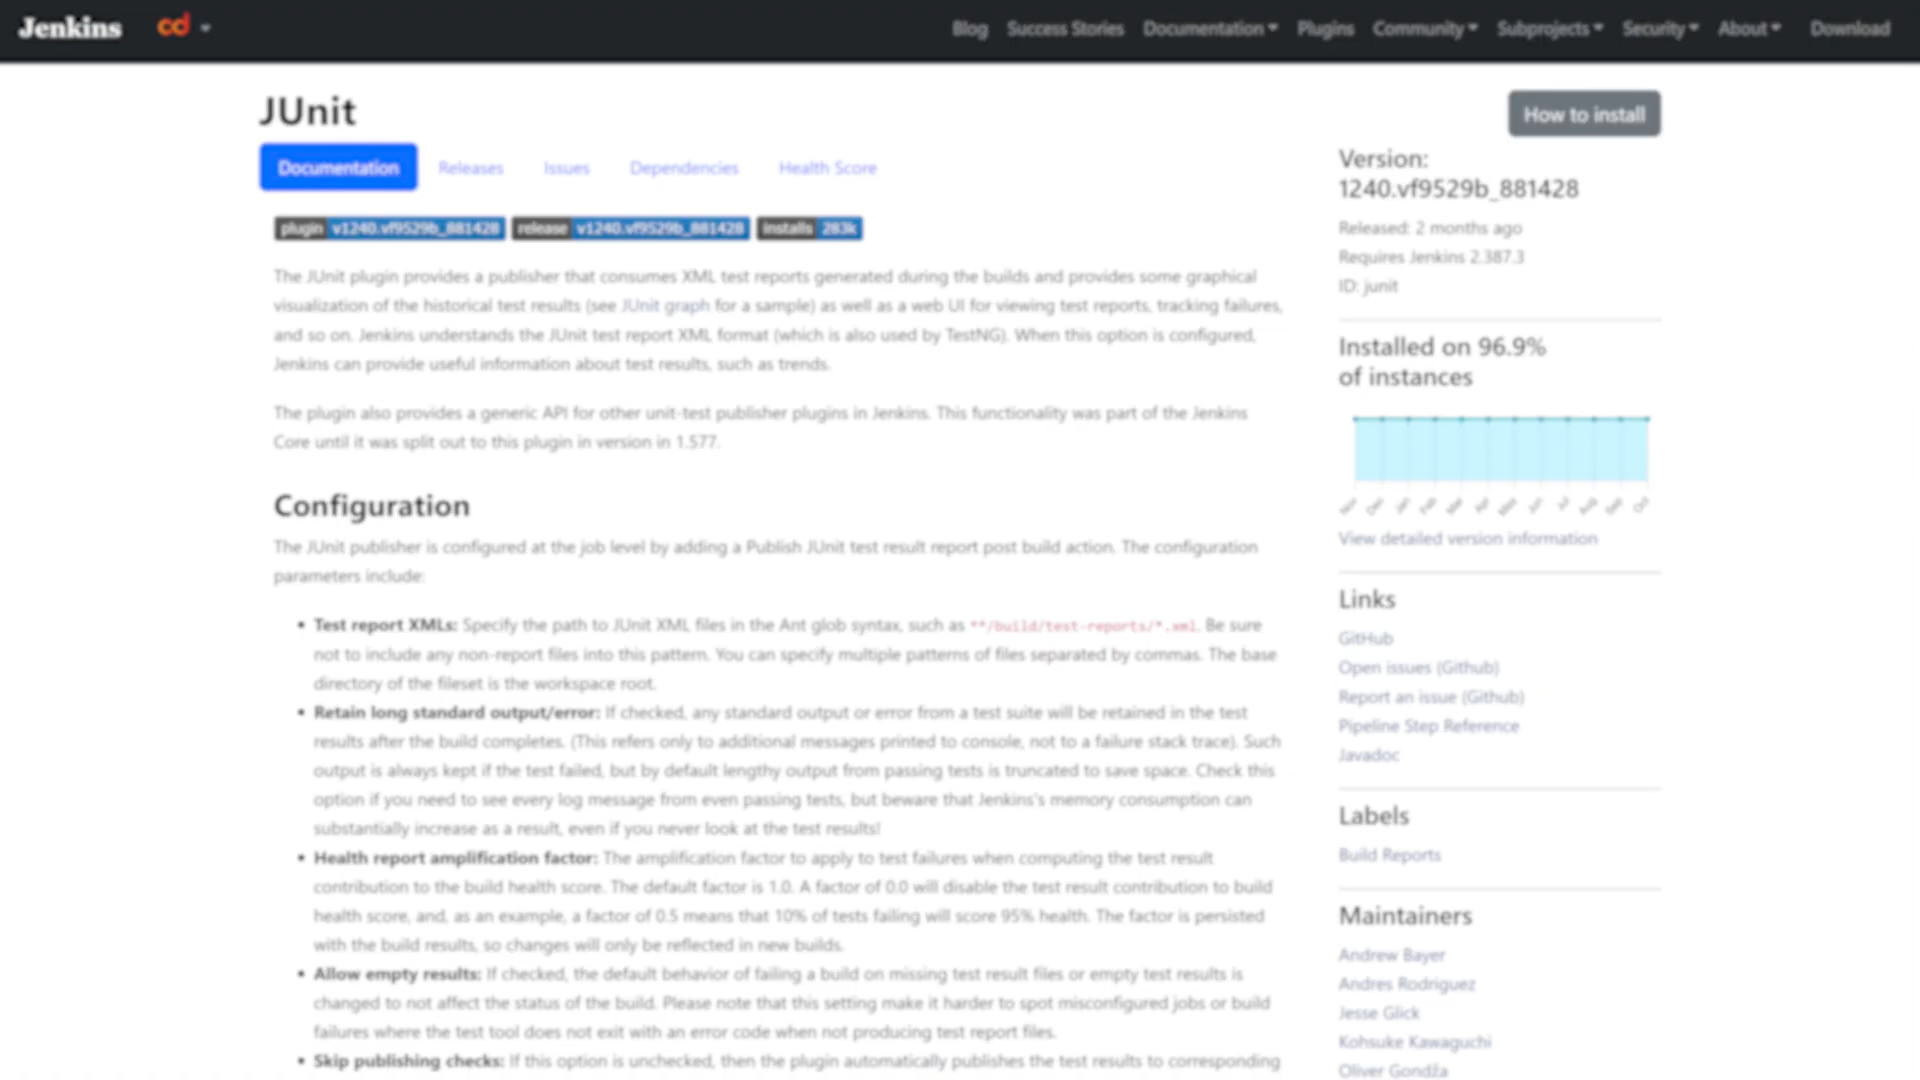 Jenkins
cd
Blog Success Stories Documentation Plugins Community Subprojects Security About Download
JUnit
How to install
Documentation Releases Issues Dependencies Health Score
plugin v1240.vf9529b_881428 release v1240.vf9529b_881428 installs 283k
The JUnit plugin provides a publisher that consumes XML test reports generated during the builds and provides some graphical
visualization of the historical test results (see JUnit graph for a sample) as well as a web UI for viewing test reports, tracking failures,
and so on. Jenkins understands the JUnit test report XML format (which is also used by TestNG). When this option is configured,
Jenkins can provide useful information about test results, such as trends.
The plugin also provides a generic API for other unit-test publisher plugins in Jenkins. This functionality was part of the Jenkins
Core until it was split out to this plugin in version in 1.577.
Configuration
The JUnit publisher is configured at the job level by adding a Publish JUnit test result report post build action. The configuration
parameters include:
• Test report XMLs: Specify the path to JUnit XML files in the Ant glob syntax, such as **/build/test-reports/*.xml. Be sure
not to include any non-report files into this pattern. You can specify multiple patterns of files separated by commas. The base
directory of the fileset is the workspace root.
• Retain long standard output/error: If checked, any standard output or error from a test suite will be retained in the test
results after the build completes. (This refers only to additional messages printed to console, not to a failure stack trace). Such
output is always kept if the test failed, but by default lengthy output from passing tests is truncated to save space. Check this
option if you need to see every log message from even passing tests, but beware that Jenkins's memory consumption can
substantially increase as a result, even if you never look at the test results!
• Health report amplification factor: The amplification factor to apply to test failures when computing the test result
contribution to the build health score. The default factor is 1.0. A factor of 0.0 will disable the test result contribution to build
health score, and, as an example, a factor of 0.5 means that 10% of tests failing will score 95% health. The factor is persisted
with the build results, so changes will only be reflected in new builds.
• Allow empty results: If checked, the default behavior of failing a build on missing test result files or empty test results is
changed to not affect the status of the build. Please note that this setting make it harder to spot misconfigured jobs or build
failures where the test tool does not exit with an error code when not producing test report files.
• Skip publishing checks: If this option is unchecked, then the plugin automatically publishes the test results to corresponding
Version:
1240.vf9529b_881428
Released: 2 months ago
Requires Jenkins 2.387.3
ID: junit
Installed on 96.9%
of instances
Nov Dec Jan Feb Mar Apr May Jun Jul Aug Sep Oct
View detailed version information
Links
GitHub
Open issues (Github)
Report an issue (Github)
Pipeline Step Reference
Javadoc
Labels
Build Reports
Maintainers
Andrew Bayer
Andres Rodriguez
Jesse Glick
Kohsuke Kawaguchi
Oliver Gondža